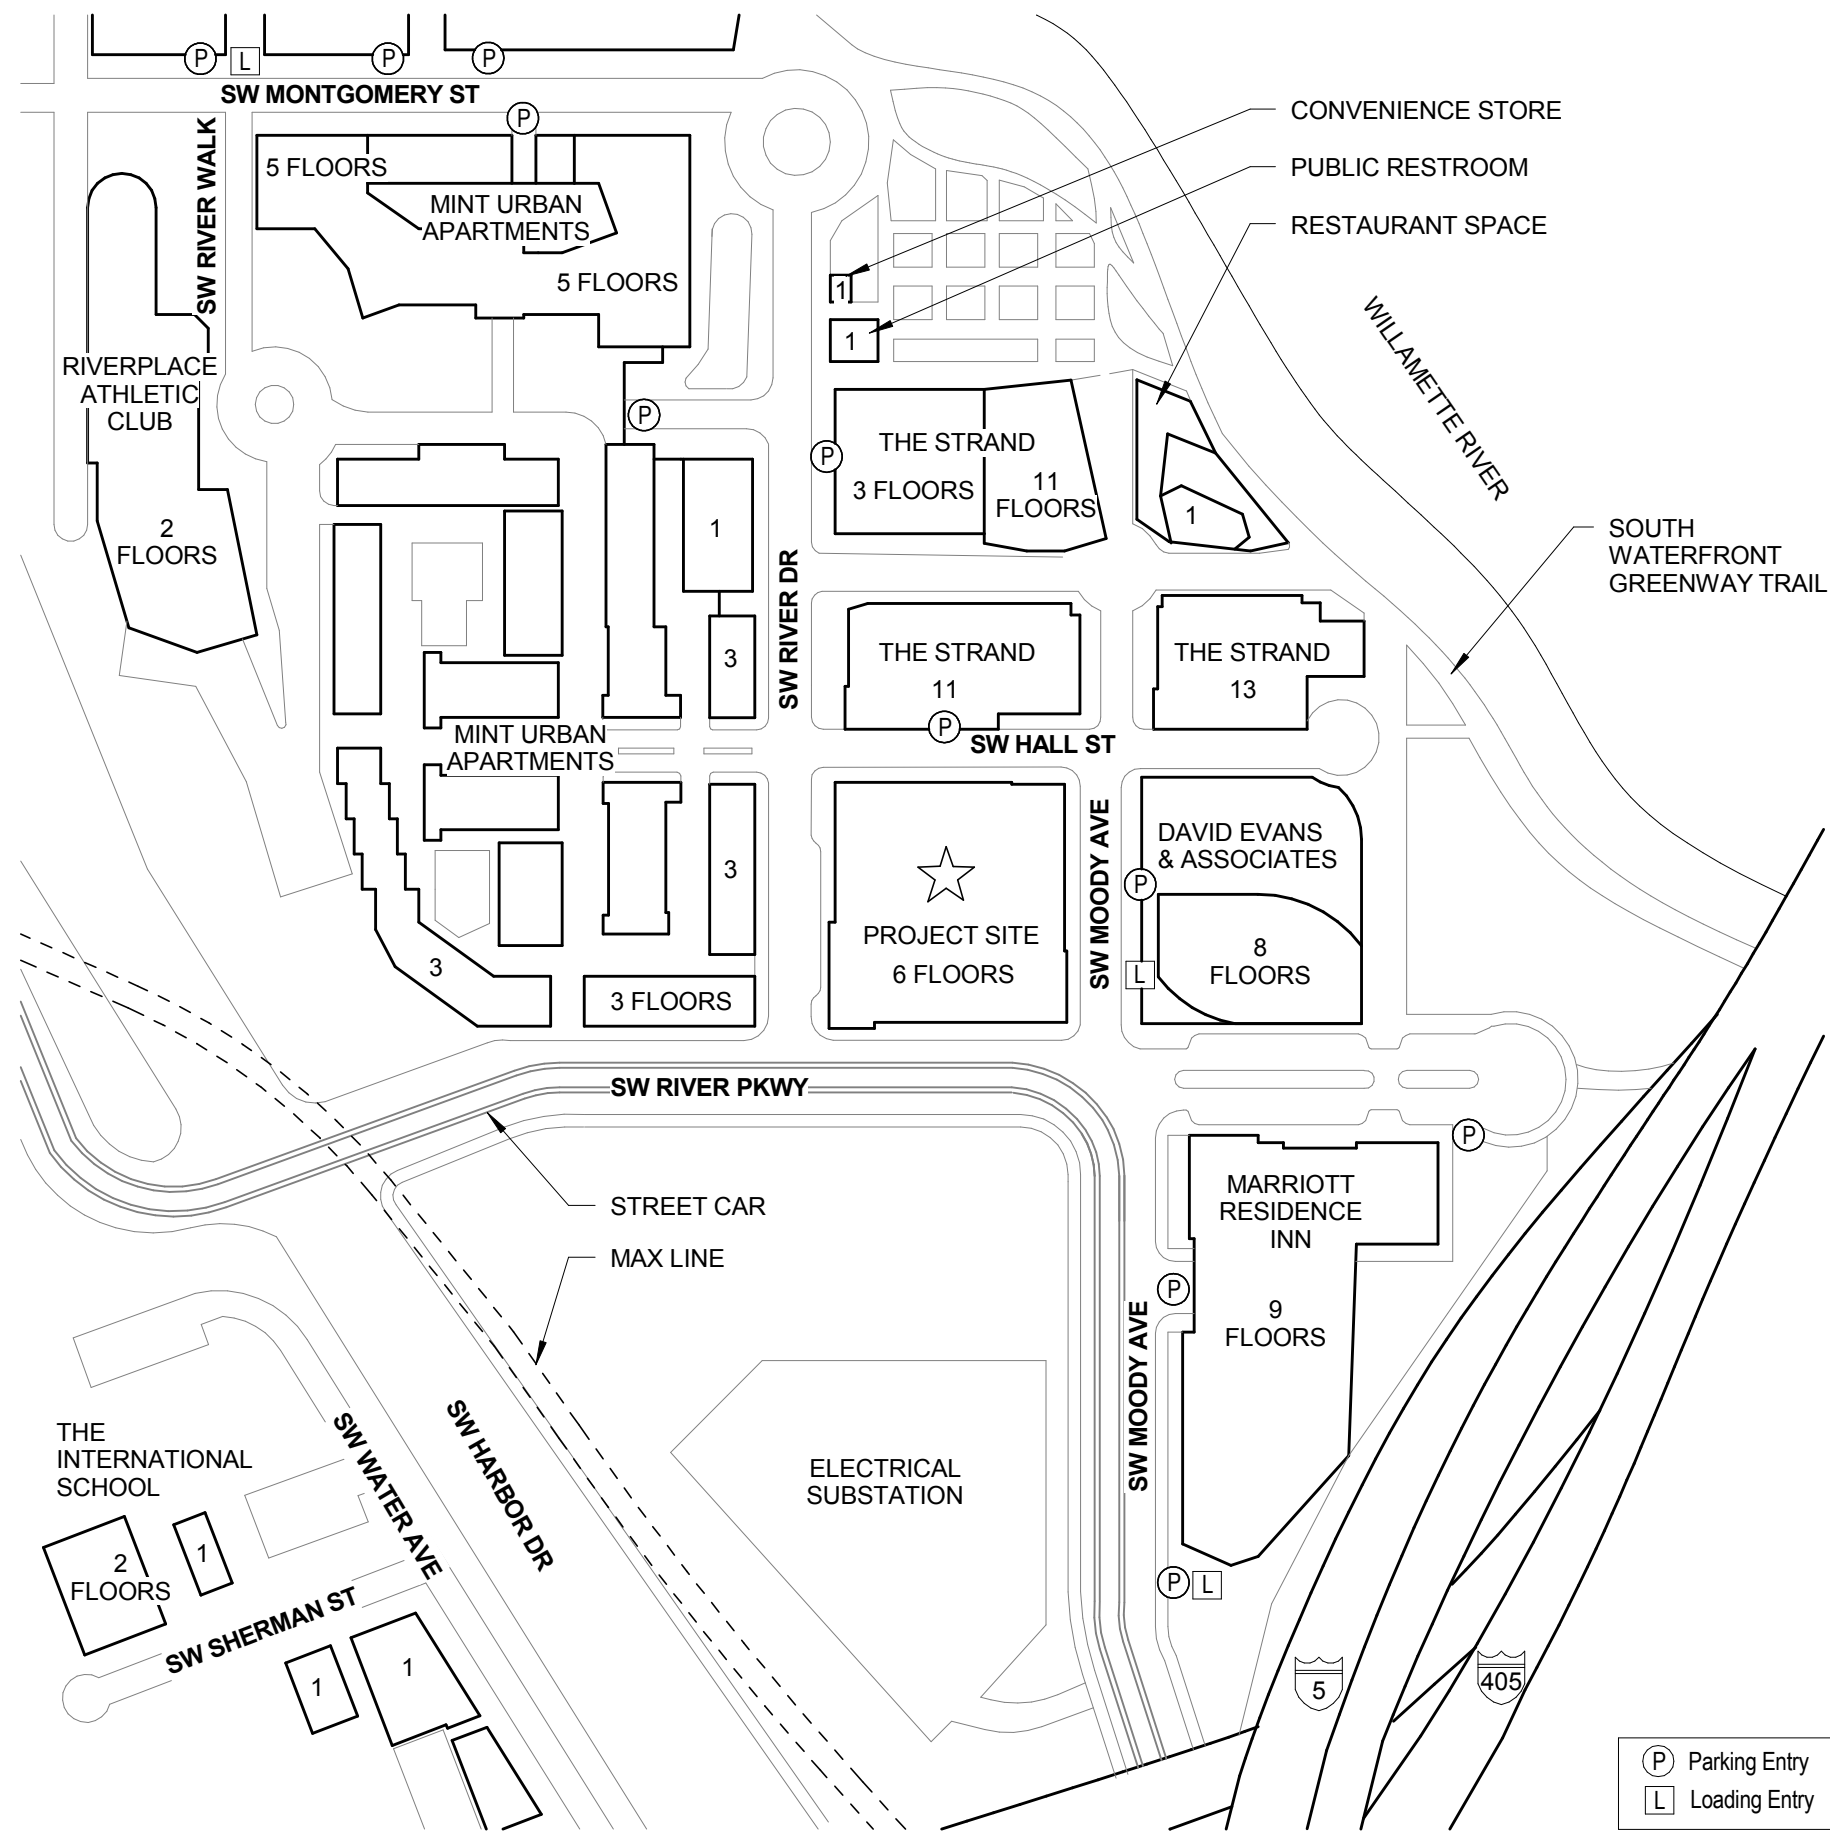 P
L
P
P
SW MONTGOMERY ST
P
CONVENIENCE STORE
PUBLIC RESTROOM
RESTAURANT SPACE
SW RIVER WALK
5 FLOORS
MINT URBAN
APARTMENTS
5 FLOORS
1
1
WILLAMETTE RIVER
RIVERPLACE
ATHLETIC
CLUB
2
FLOORS
P
P
THE STRAND
3 FLOORS
11
FLOORS
1
SOUTH
WATERFRONT
GREENWAY TRAIL
1
3
SW RIVER DR
THE STRAND
11
P
THE STRAND
13
SW HALL ST
MINT URBAN
APARTMENTS
3
3
3 FLOORS
PROJECT SITE
6 FLOORS
SW MOODY AVE
DAVID EVANS
& ASSOCIATES
P
L
8
FLOORS
SW RIVER PKWY
STREET CAR
MAX LINE
P
MARRIOTT
RESIDENCE
INN
P
9
FLOORS
SW MOODY AVE
P
L
ELECTRICAL
SUBSTATION
SW HARBOR DR
SW WATER AVE
THE
INTERNATIONAL
SCHOOL
2
FLOORS
1
SW SHERMAN ST
1
1
5
405
P Parking Entry
L Loading Entry